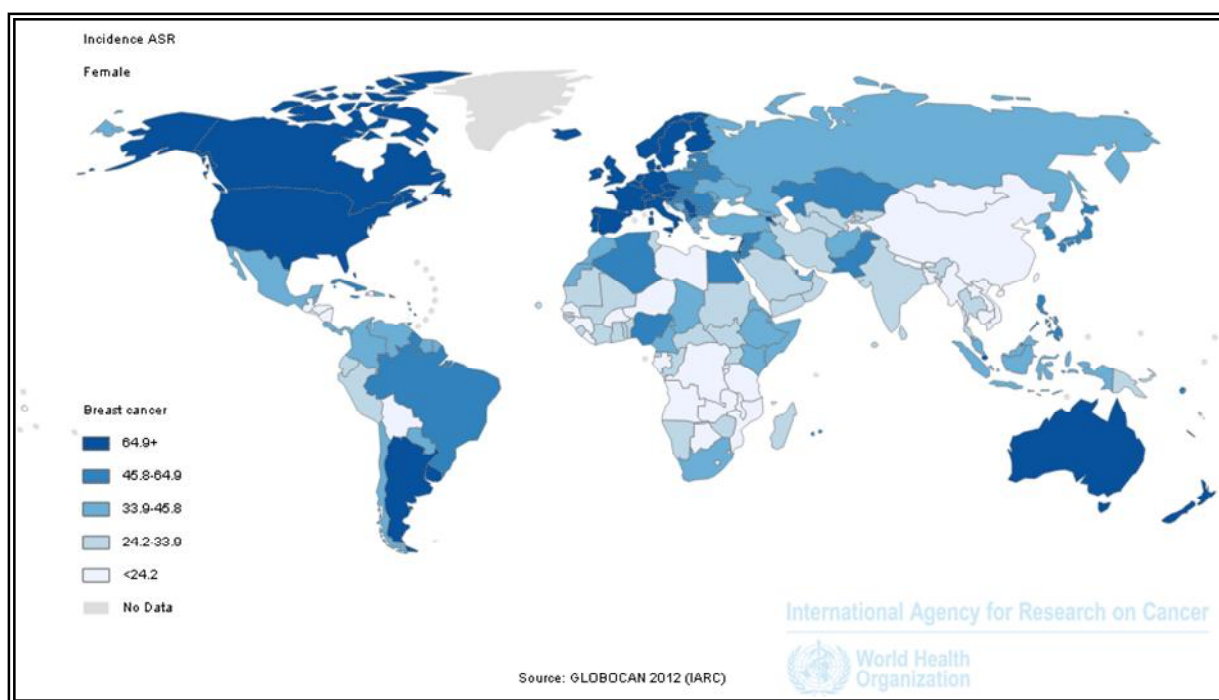 Incidence ASR
Female
Breast cancer
64.9+
45.8-64.9
33.9-45.8
24.2-33.9
<24.2
No Data
International Agency for Research on Cancer
World Health
Organization
Source: GLOBOCAN 2012 (IARC)